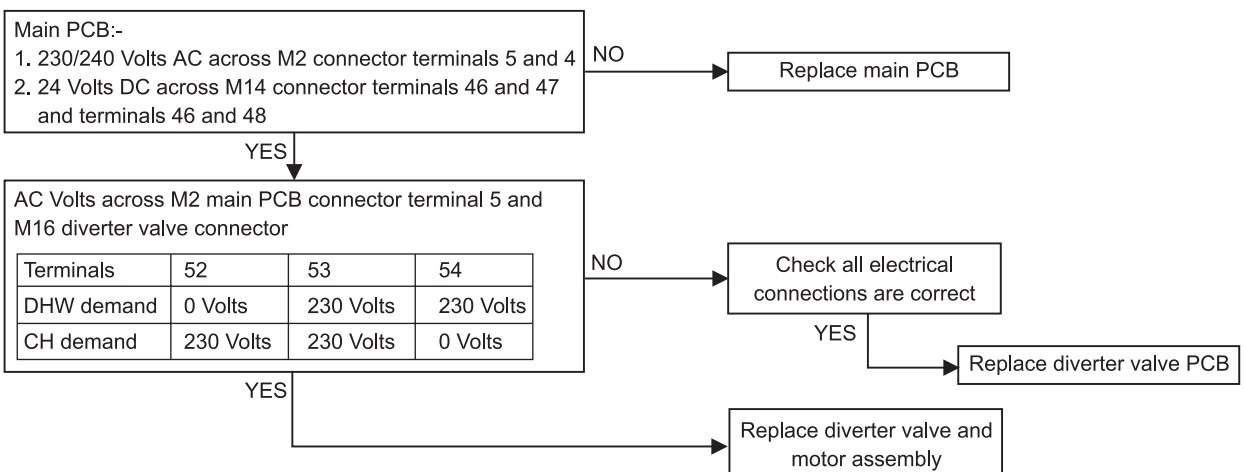 Main PCB:-
1. 230/240 Volts AC across M2 connector terminals 5 and 4
2. 24 Volts DC across M14 connector terminals 46 and 47
and terminals 46 and 48
NO
Replace main PCB
YES
AC Volts across M2 main PCB connector terminal 5 and
M16 diverter valve connector
Terminals 52 53 54
DHW demand 0 Volts 230 Volts 230 Volts
CH demand 230 Volts 230 Volts 0 Volts
NO
Check all electrical
connections are correct
YES
Replace diverter valve PCB
YES
Replace diverter valve and
motor assembly